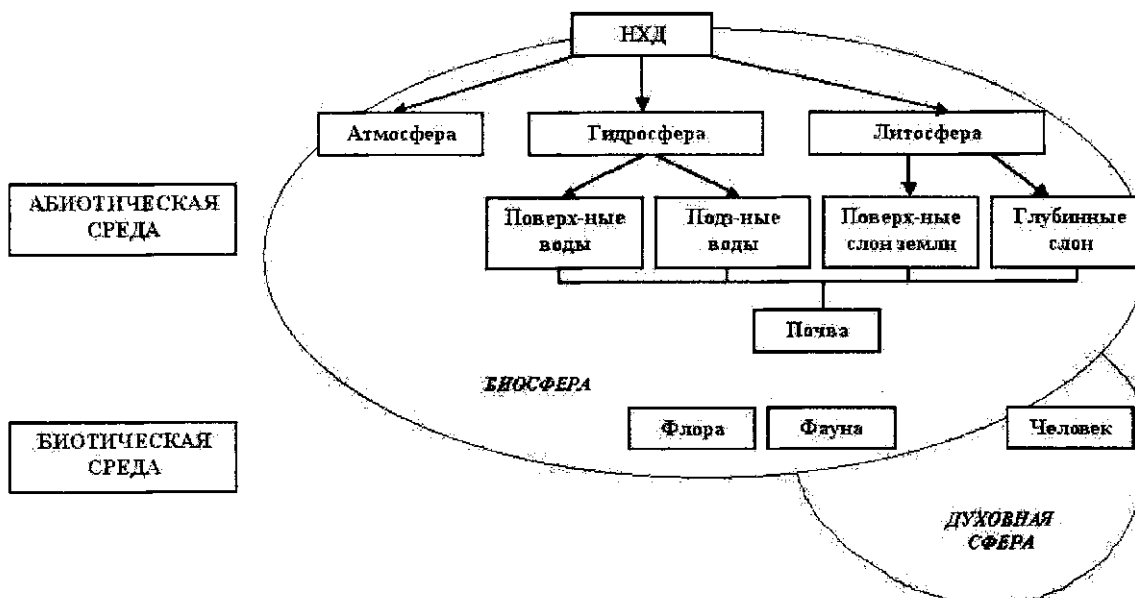 НХД
Атмосфера
Гидросфера
Литосфера
АБИОТИЧЕСКАЯ
СРЕДА
Поверх-ные
воды
Подз-ные
воды
Поверх-ные
слои земли
Глубинные
слои
Почва
БИОСФЕРА
БИОТИЧЕСКАЯ
СРЕДА
Флора
Фауна
Человек
ДУХОВНАЯ
СФЕРА